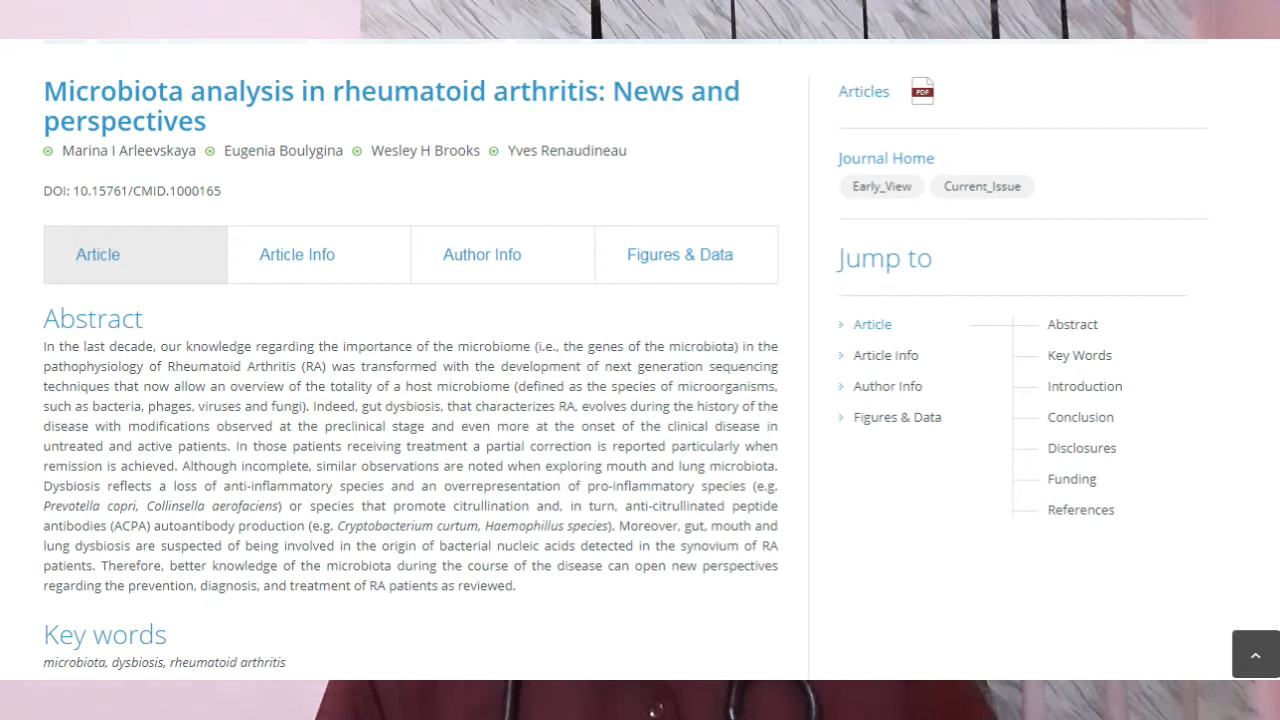 Microbiota analysis in rheumatoid arthritis: News and
perspectives
Marina I Arleevskaya Eugenia Boulygina Wesley H Brooks Yves Renaudineau
DOI: 10.15761/CMID.1000165
Article Article Info Author Info Figures & Data
Abstract
In the last decade, our knowledge regarding the importance of the microbiome (i.e., the genes of the microbiota) in the
pathophysiology of Rheumatoid Arthritis (RA) was transformed with the development of next generation sequencing
techniques that now allow an overview of the totality of a host microbiome (defined as the species of microorganisms,
such as bacteria, phages, viruses and fungi). Indeed, gut dysbiosis, that characterizes RA, evolves during the history of the
disease with modifications observed at the preclinical stage and even more at the onset of the clinical disease in
untreated and active patients. In those patients receiving treatment a partial correction is reported particularly when
remission is achieved. Although incomplete, similar observations are noted when exploring mouth and lung microbiota.
Dysbiosis reflects a loss of anti-inflammatory species and an overrepresentation of pro-inflammatory species (e.g.
Prevotella copri, Collinsella aerofaciens) or species that promote citrullination and, in turn, anti-citrullinated peptide
antibodies (ACPA) autoantibody production (e.g. Cryptobacterium curtum, Haemophillus species). Moreover, gut, mouth and
lung dysbiosis are suspected of being involved in the origin of bacterial nucleic acids detected in the synovium of RA
patients. Therefore, better knowledge of the microbiota during the course of the disease can open new perspectives
regarding the prevention, diagnosis, and treatment of RA patients as reviewed.
Key words
microbiota, dysbiosis, rheumatoid arthritis
Articles PDF
Journal Home
Early_View Current_Issue
Jump to
Article
Article Info
Author Info
Figures & Data
Abstract
Key Words
Introduction
Conclusion
Disclosures
Funding
References